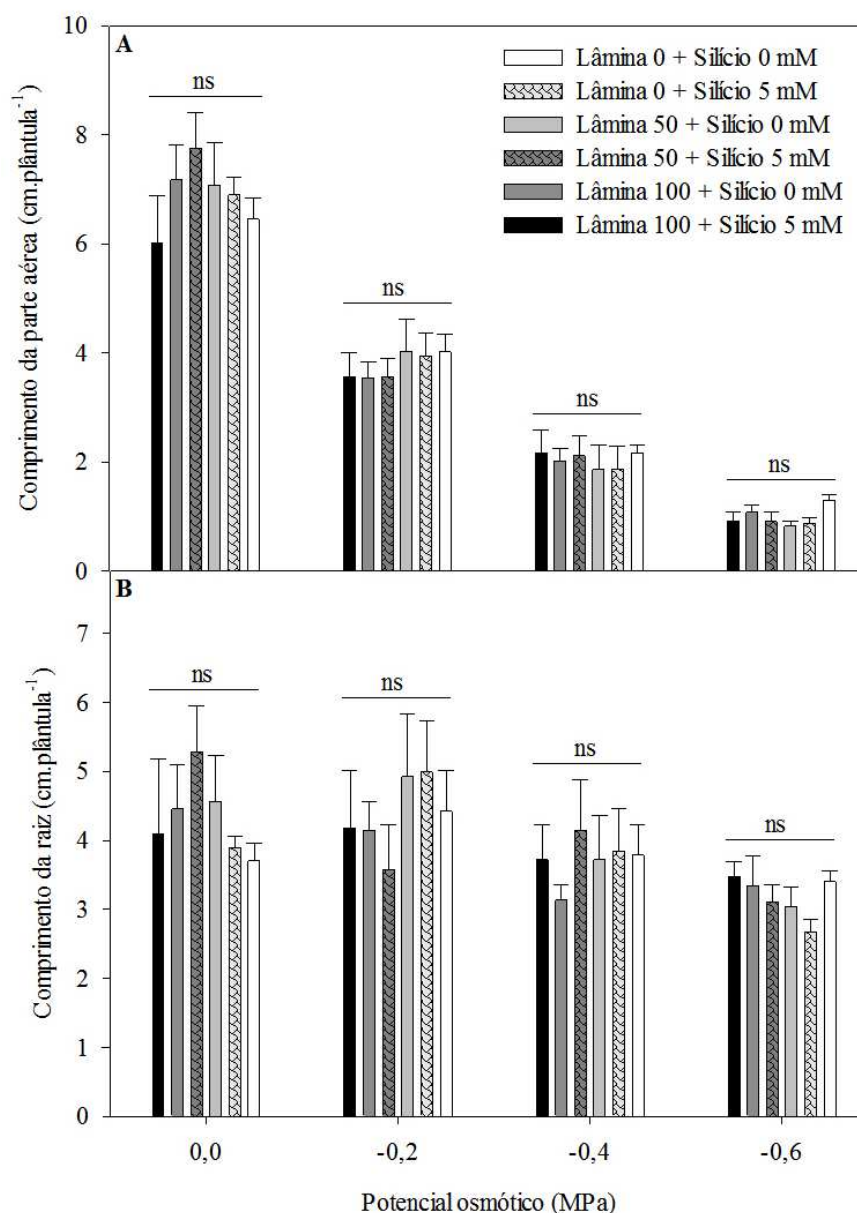 A
10
8
6
4
2
0
Comprimento da parte aérea (cm.plântula-1)
Lâmina 0 + Silício 0 mM
Lâmina 0 + Silício 5 mM
Lâmina 50 + Silício 0 mM
Lâmina 50 + Silício 5 mM
Lâmina 100 + Silício 0 mM
Lâmina 100 + Silício 5 mM
ns
ns
ns
ns
B
7
6
5
4
3
2
1
0
Comprimento da raiz (cm.plântula-1)
ns
ns
ns
ns
0,0
-0,2
-0,4
-0,6
Potencial osmótico (MPa)